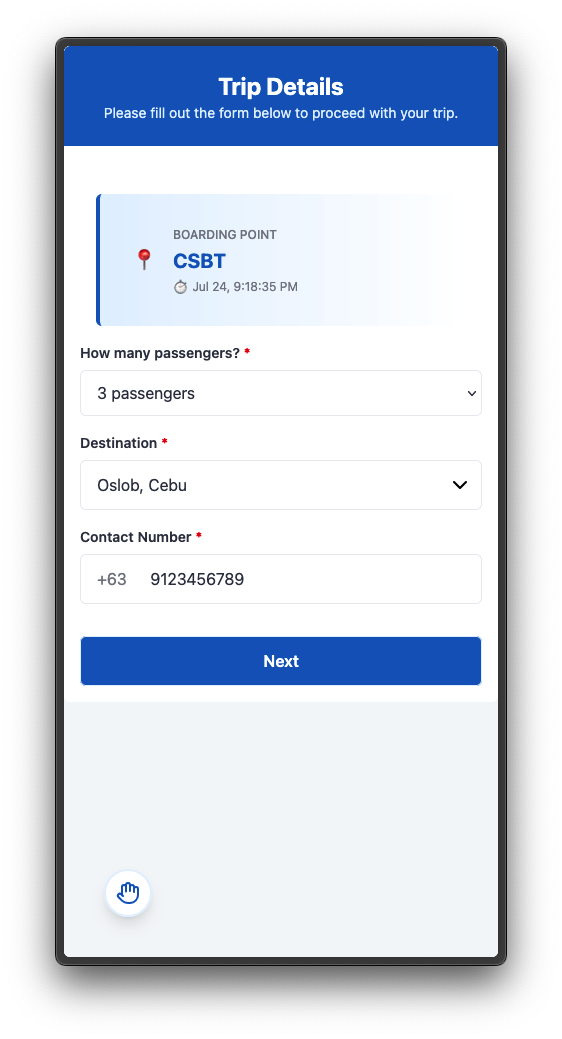 Trip Details
Please fill out the form below to proceed with your trip.
BOARDING POINT
CSBT
Jul 24, 9:18:35 PM
How many passengers? *
3 passengers
Destination *
Oslob, Cebu
Contact Number *
+63 9123456789
Next